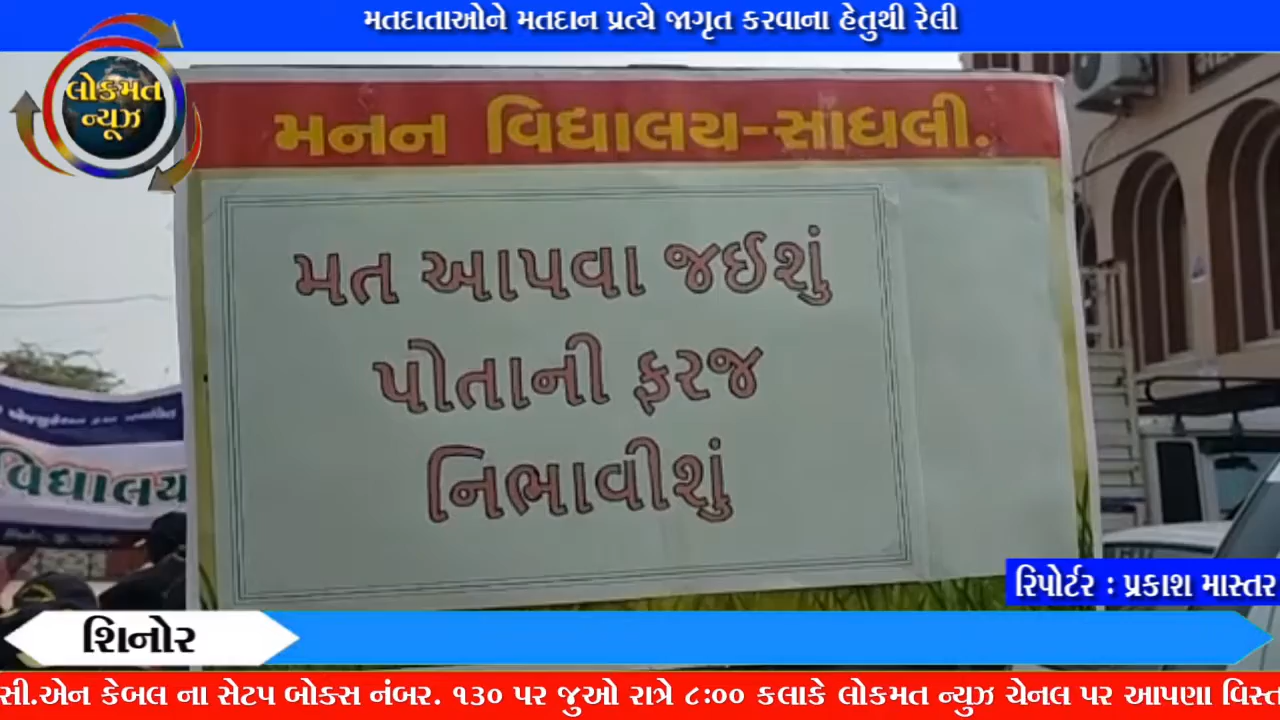 મતદાતાઓને મતદાન પ્રત્યે જાગૃત કરવાના હેતુથી રેલી
લોકમત
ન્યૂઝ
મનન વિદ્યાલય-સાધલી.
મત આપવા જઈશું
પોતાની ફરજ
નિભાવીશું
વિદ્યાલય
રિપોર્ટર : પ્રકાશ માસ્તર
શિનોર
સી.એન કેબલ ના સેટપ બોક્સ નંબર. ૧૩૦ પર જુઓ રાત્રે ૮:૦૦ કલાકે લોકમત ન્યુઝ ચેનલ પર આપણા વિસ્ત